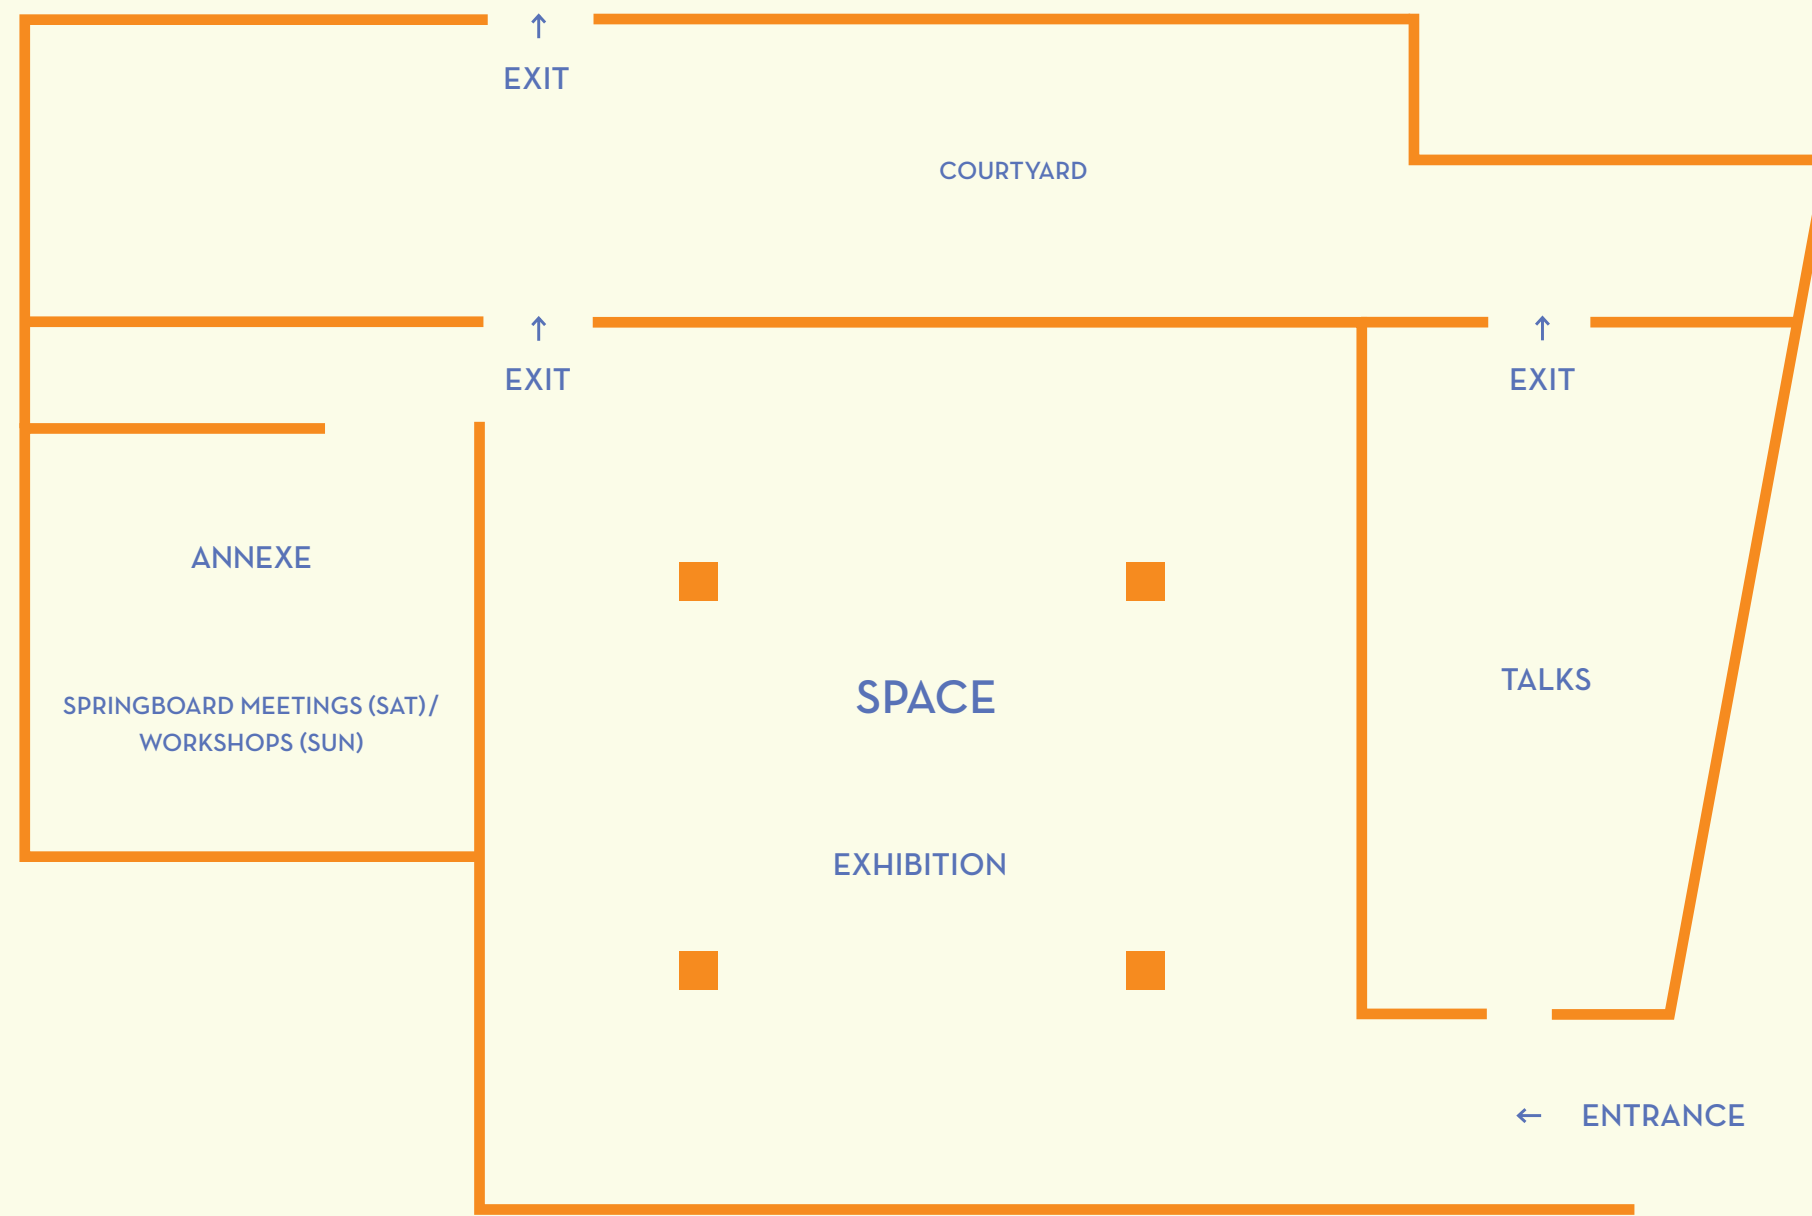 ↑
EXIT
COURTYARD
↑
EXIT
↑
EXIT
ANNEXE
SPRINGBOARD MEETINGS (SAT)/
WORKSHOPS (SUN)
SPACE
EXHIBITION
TALKS
← ENTRANCE